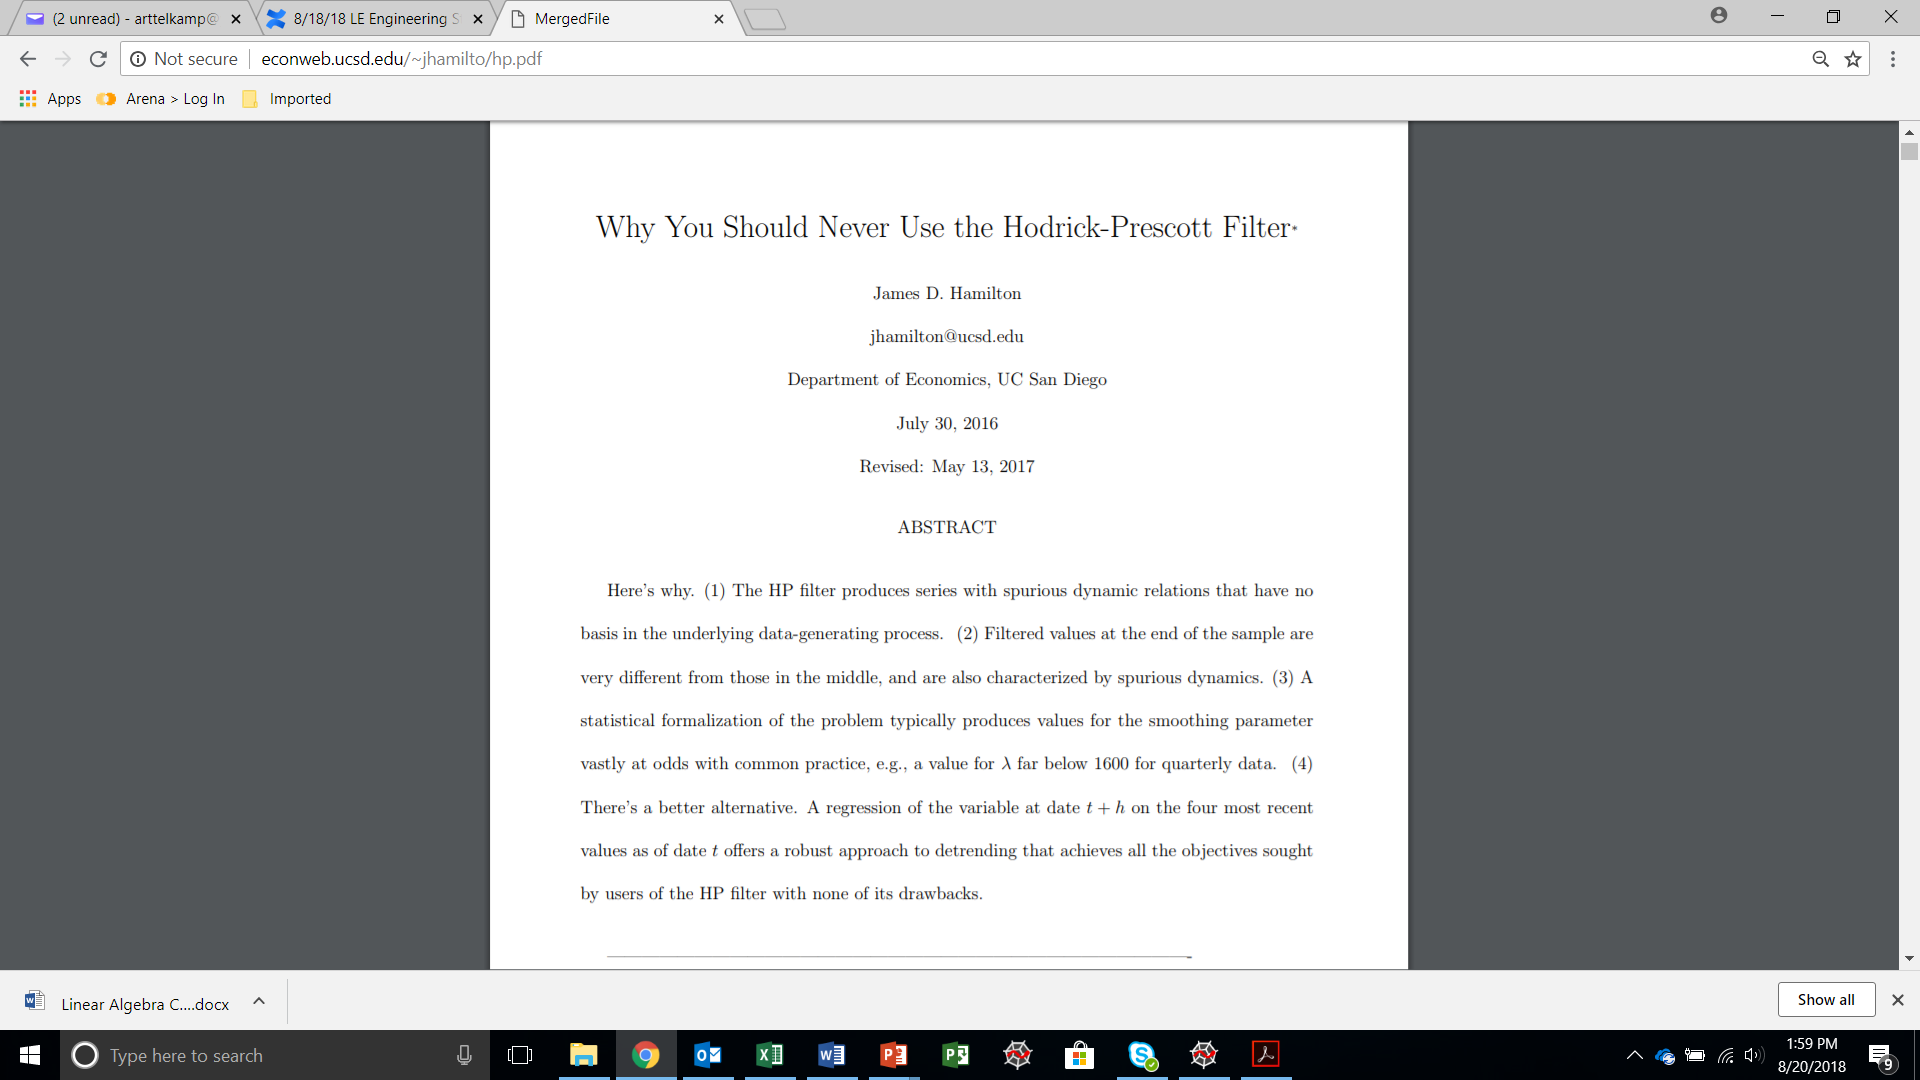 (2 unread) - arttelkamp@
8/18/18 LE Engineering S
MergedFile
Not secure
econweb.ucsd.edu/~jhamilto/hp.pdf
Apps
Arena > Log In
Imported
Why You Should Never Use the Hodrick-Prescott Filter*
James D. Hamilton
jhamilton@ucsd.edu
Department of Economics, UC San Diego
July 30, 2016
Revised: May 13, 2017
ABSTRACT
Here's why. (1) The HP filter produces series with spurious dynamic relations that have no
basis in the underlying data-generating process. (2) Filtered values at the end of the sample are
very different from those in the middle, and are also characterized by spurious dynamics. (3) A
statistical formalization of the problem typically produces values for the smoothing parameter
vastly at odds with common practice, e.g., a value for λ far below 1600 for quarterly data. (4)
There's a better alternative. A regression of the variable at date t + h on the four most recent
values as of date t offers a robust approach to detrending that achieves all the objectives sought
by users of the HP filter with none of its drawbacks.
Linear Algebra C....docx
Show all
Type here to search
1:59 PM
8/20/2018
9